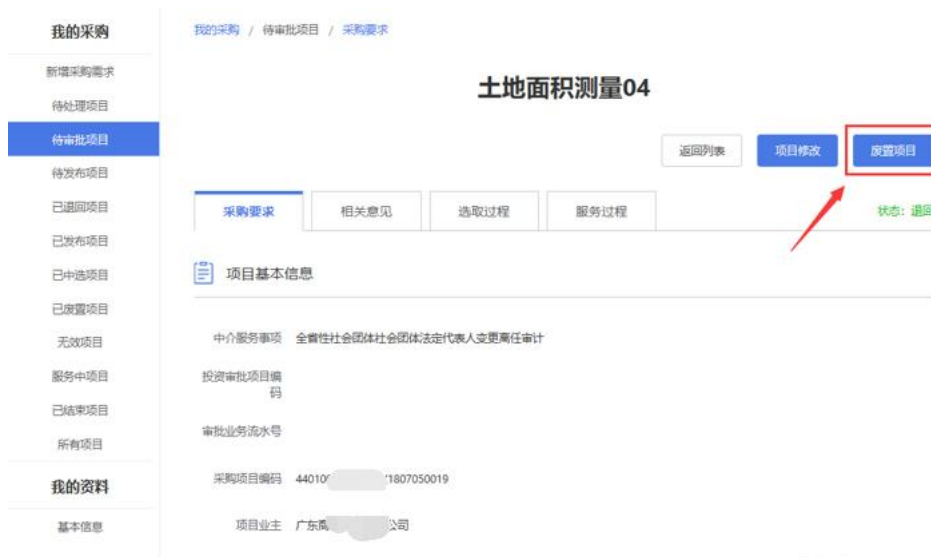 我的采购
新增采购需求
待处理项目
待审批项目
待发布项目
已退回项目
已发布项目
已中选项目
已废置项目
无效项目
服务中项目
已结束项目
所有项目
我的资料
基本信息
我的采购 / 待审批项目 / 采购要求
土地面积测量04
返回列表 项目修改 废置项目
采购要求 相关意见 选取过程 服务过程 状态：退回
项目基本信息
中介服务事项 全省性社会团体社会团体法定代表人变更离任审计
投资审批项目编
码
审批业务流水号
采购项目编码 44010 1807050019
项目业主 广东 公司